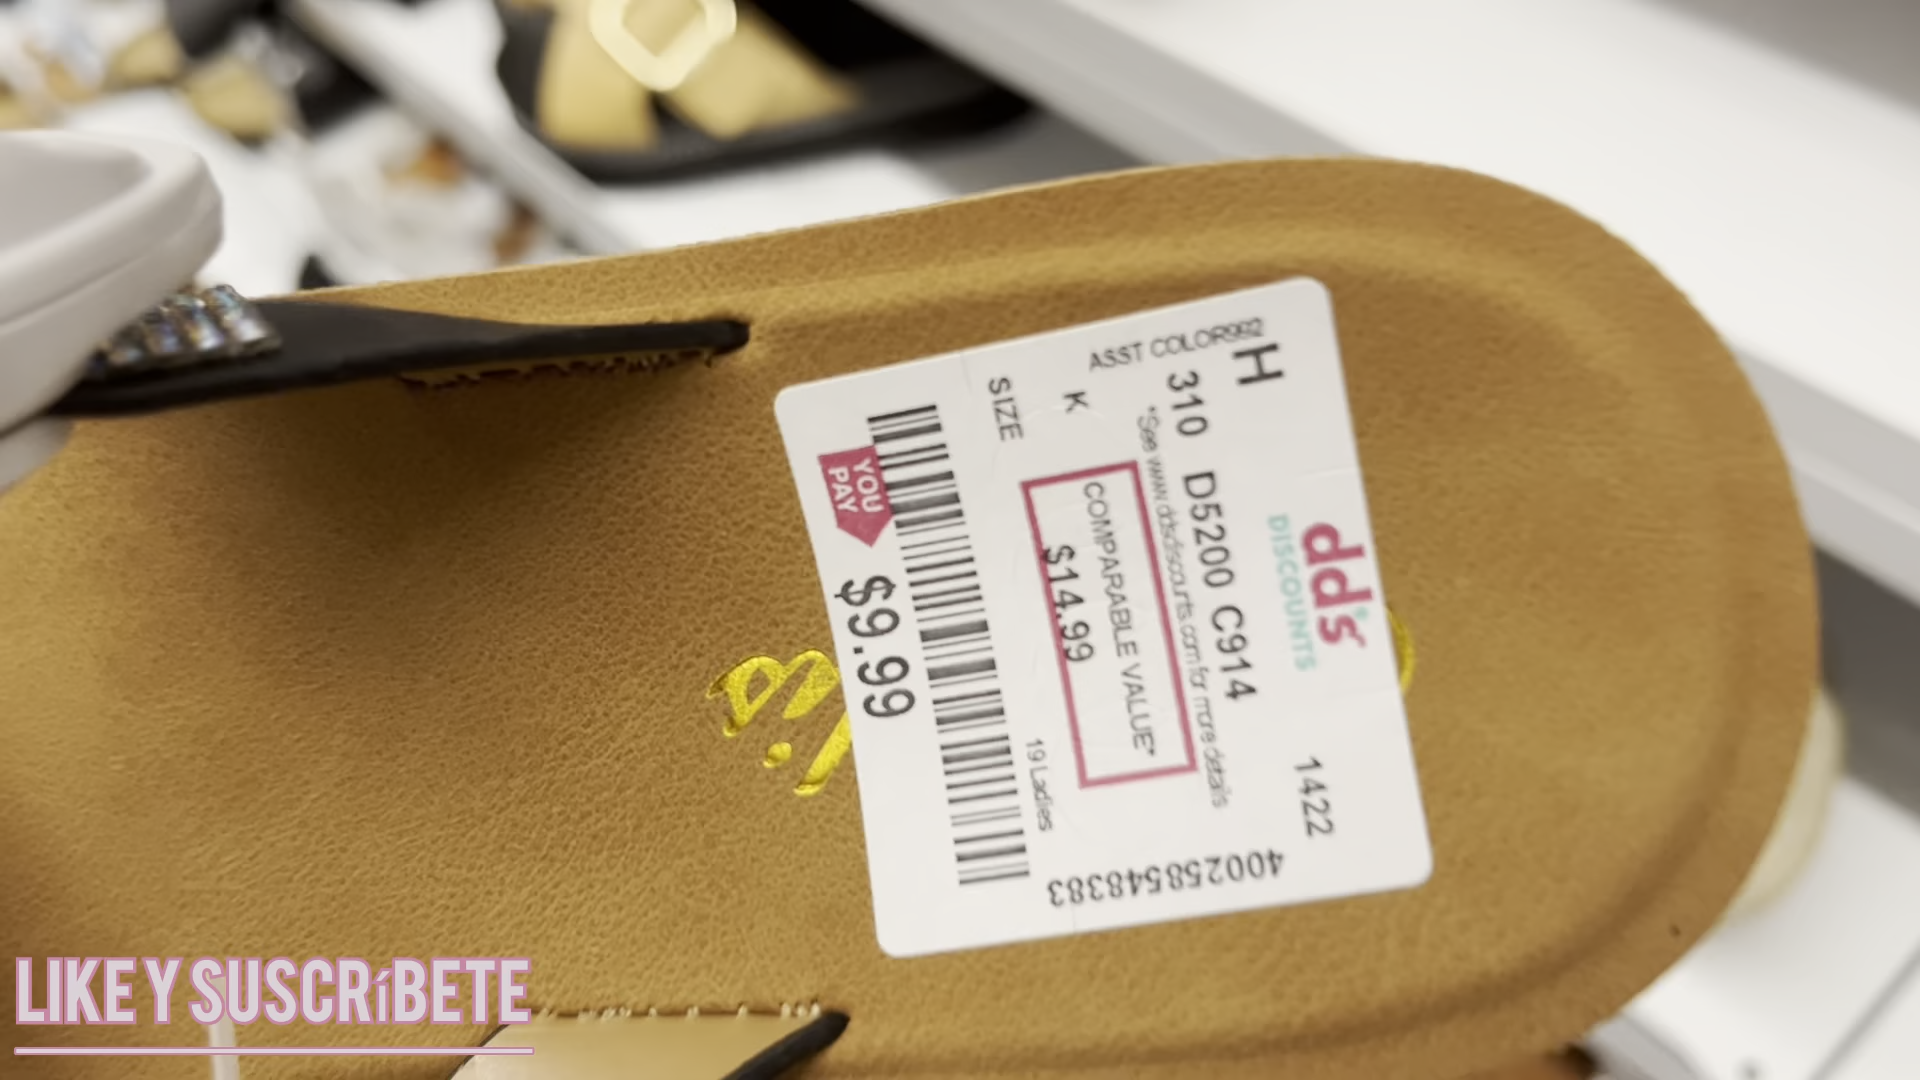 dd's
DISCOUNTS
1422
H
310 D5200 C914
ASST COLOR992
*See www.ddsdiscounts.com for more details
K
COMPARABLE VALUE*
$14.99
SIZE
19 Ladies
400258548383
YOU
PAY
$9.99
LIKE Y SUSCRíBETE